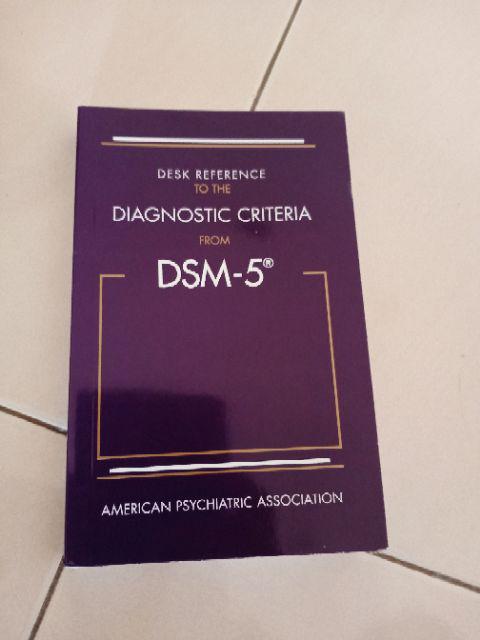 DESK REFERENCE
TO THE
DIAGNOSTIC CRITERIA
FROM
DSM-5®
AMERICAN PSYCHIATRIC ASSOCIATION